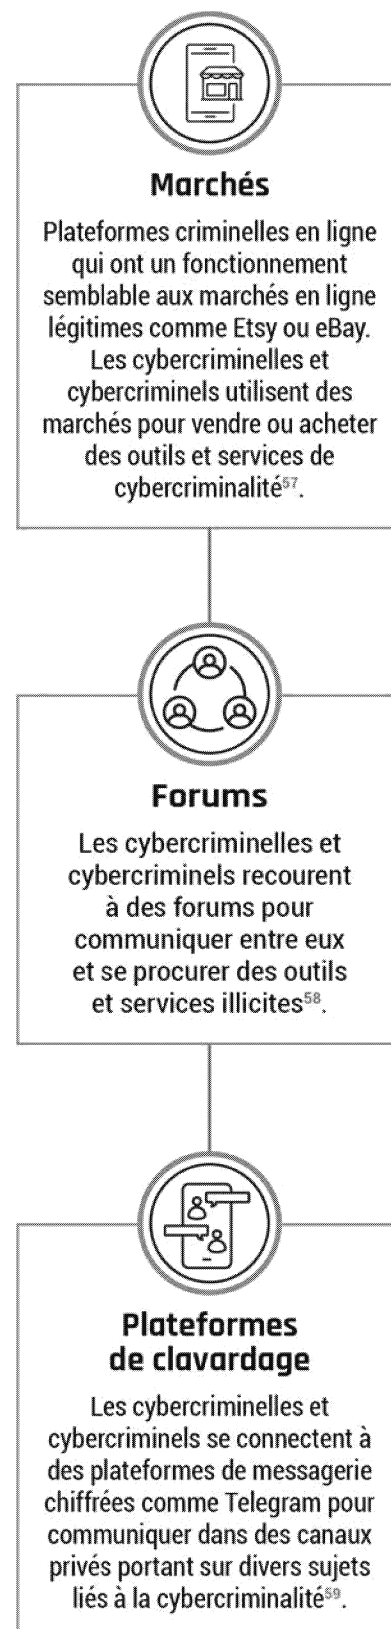 Marchés
Plateformes criminelles en ligne
qui ont un fonctionnement
semblable aux marchés en ligne
légitimes comme Etsy ou eBay.
Les cybercriminelles et
cybercriminels utilisent des
marchés pour vendre ou acheter
des outils et services de
cybercriminalité⁵⁷.
Forums
Les cybercriminelles et
cybercriminels recourent
à des forums pour
communiquer entre eux
et se procurer des outils
et services illicites⁵⁸.
Plateformes
de clavardage
Les cybercriminelles et
cybercriminels se connectent à
des plateformes de messagerie
chiffrées comme Telegram pour
communiquer dans des canaux
privés portant sur divers sujets
liés à la cybercriminalité⁵⁹.